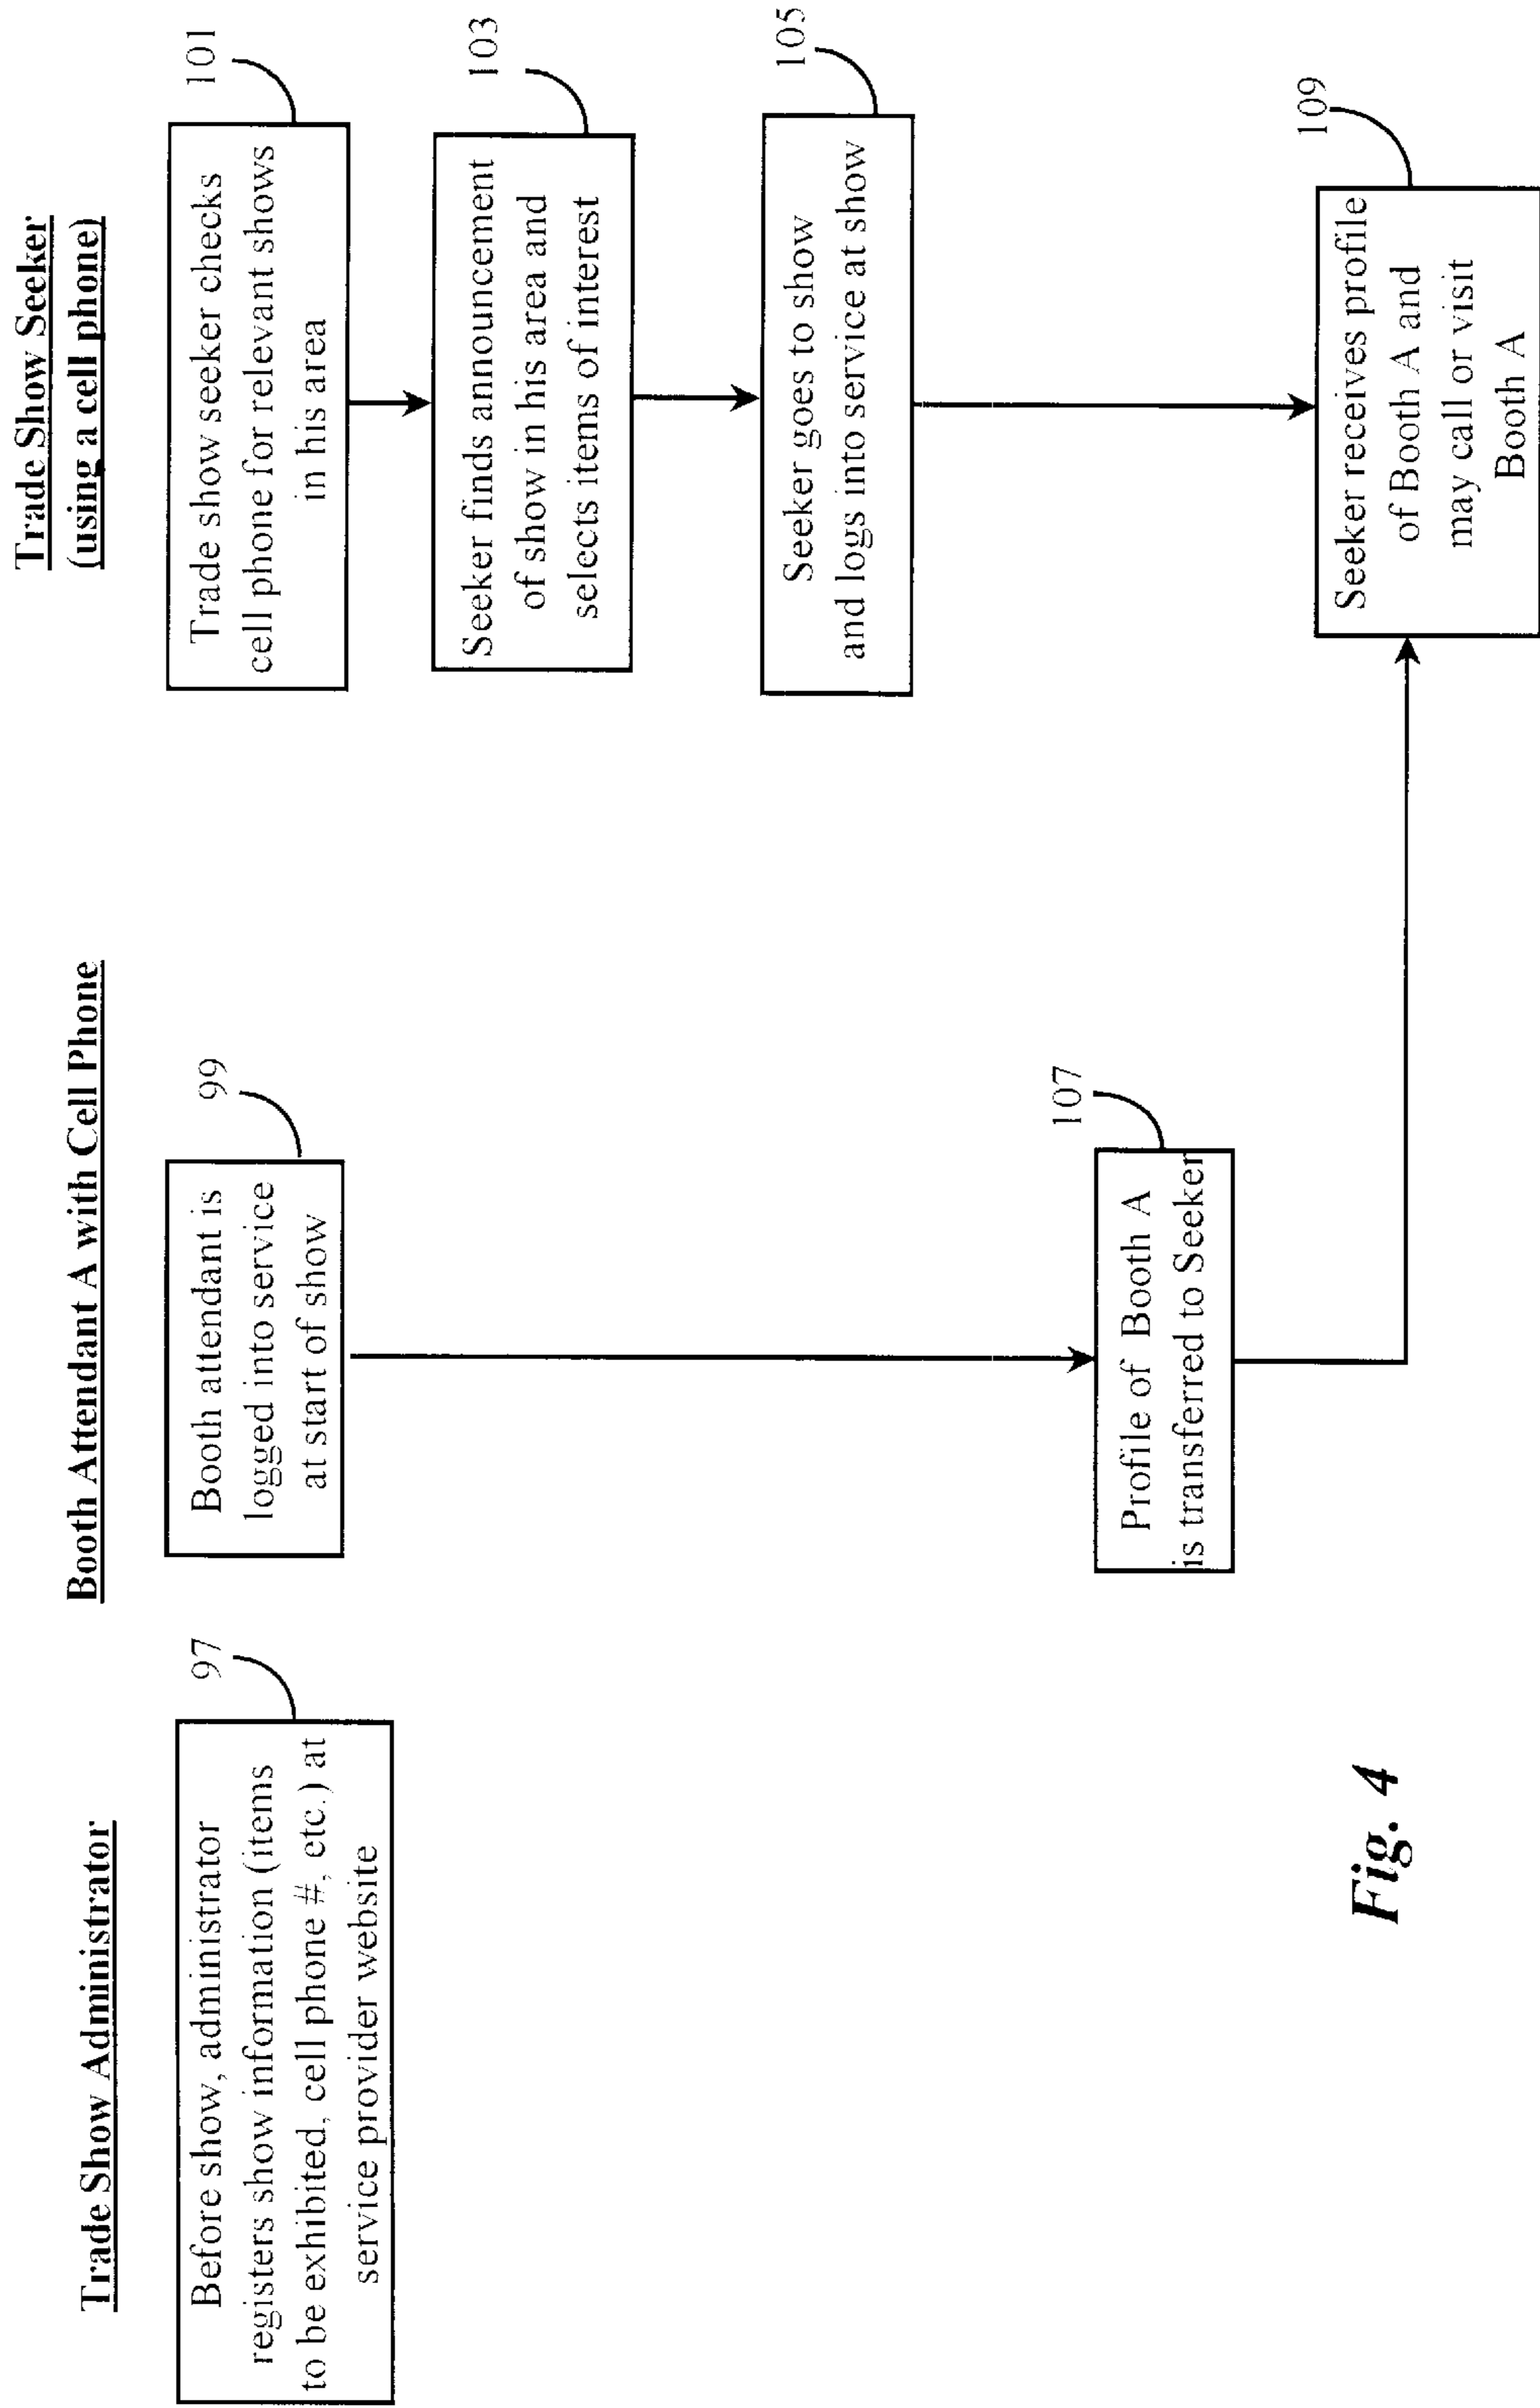 Trade Show Administrator
97
Before show, administrator
registers show information (items
to be exhibited, cell phone #, etc.) at
service provider website
Booth Attendant A with Cell Phone
99
Booth attendant is
logged into service
at start of show
107
Profile of Booth A
is transferred to Seeker
Trade Show Seeker
(using a cell phone)
101
Trade show seeker checks
cell phone for relevant shows
in his area
103
Seeker finds announcement
of show in his area and
selects items of interest
105
Seeker goes to show
and logs into service at show
109
Seeker receives profile
of Booth A and
may call or visit
Booth A
Fig. 4